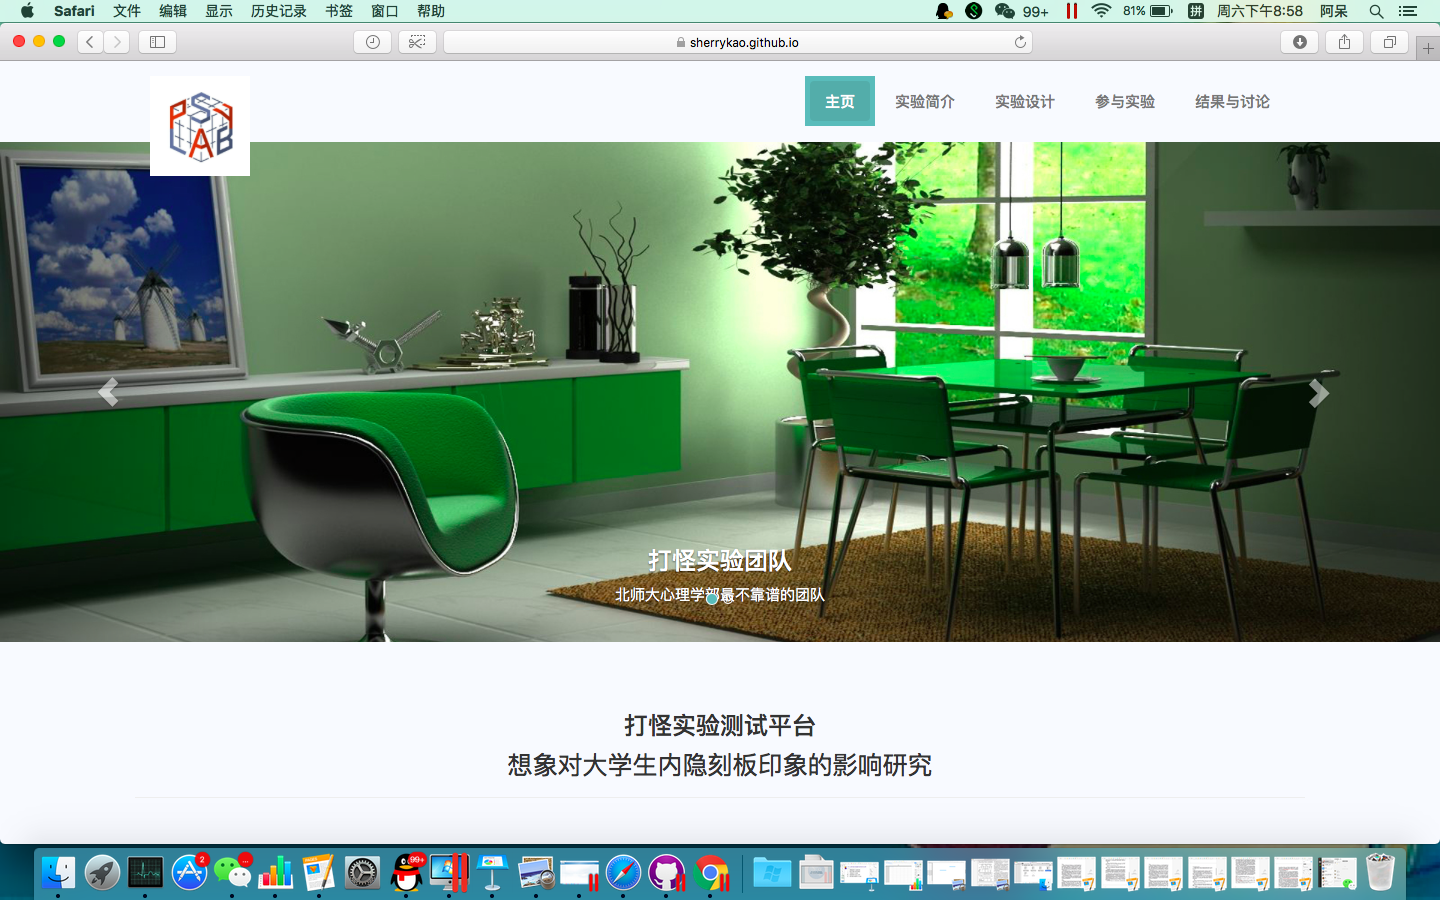 Safari 文件 编辑 显示 历史记录 书签 窗口 帮助 99+ 81% 拼 周六下午8:58 阿呆
sherrykao.github.io
PSY
LAB
主页 实验简介 实验设计 参与实验 结果与讨论
打怪实验团队
北师大心理学部最不靠谱的团队
打怪实验测试平台
想象对大学生内隐刻板印象的影响研究
2 ... 99+